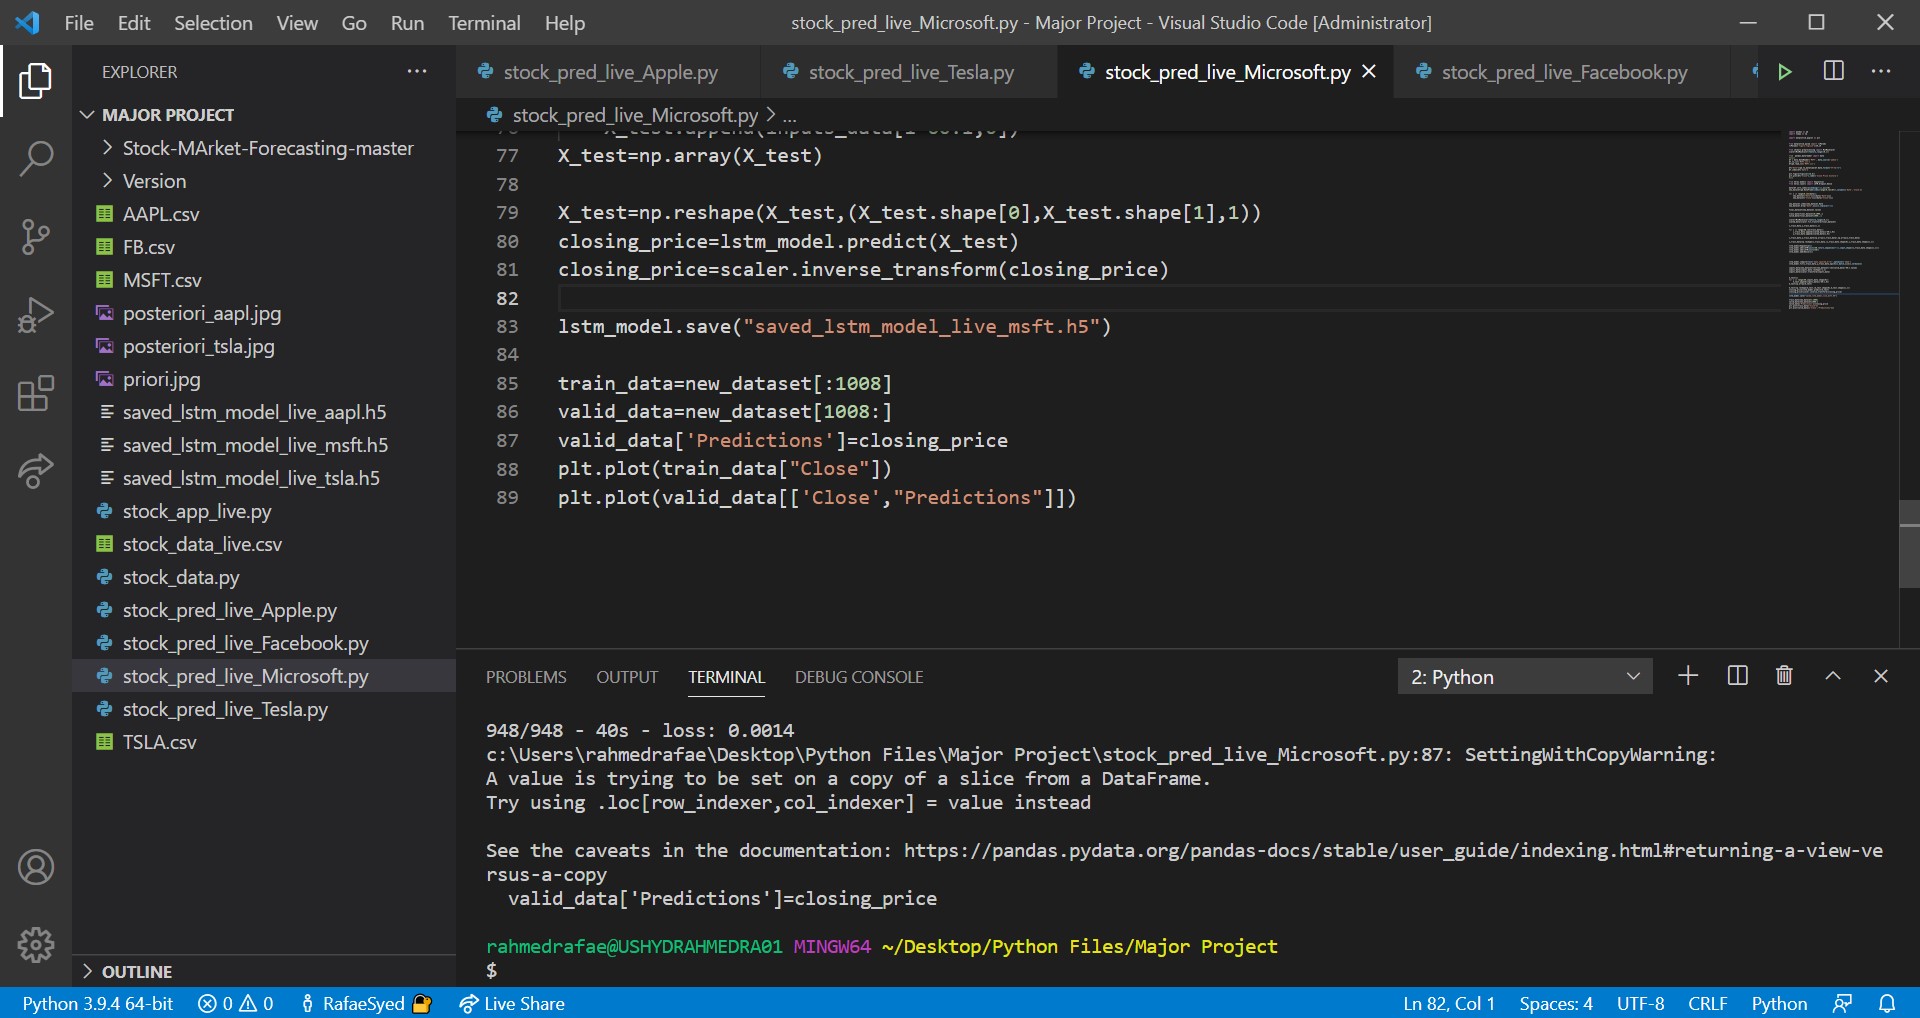 File Edit Selection View Go Run Terminal Help
stock_pred_live_Microsoft.py - Major Project - Visual Studio Code [Administrator]
EXPLORER
MAJOR PROJECT
Stock-MArket-Forecasting-master
Version
AAPL.csv
FB.csv
MSFT.csv
posteriori_aapl.jpg
posteriori_tsla.jpg
priori.jpg
saved_lstm_model_live_aapl.h5
saved_lstm_model_live_msft.h5
saved_lstm_model_live_tsla.h5
stock_app_live.py
stock_data_live.csv
stock_data.py
stock_pred_live_Apple.py
stock_pred_live_Facebook.py
stock_pred_live_Microsoft.py
stock_pred_live_Tesla.py
TSLA.csv
OUTLINE
stock_pred_live_Apple.py stock_pred_live_Tesla.py stock_pred_live_Microsoft.py stock_pred_live_Facebook.py
stock_pred_live_Microsoft.py > ...
77 X_test=np.array(X_test)
78
79 X_test=np.reshape(X_test,(X_test.shape[0],X_test.shape[1],1))
80 closing_price=lstm_model.predict(X_test)
81 closing_price=scaler.inverse_transform(closing_price)
82
83 lstm_model.save("saved_lstm_model_live_msft.h5")
84
85 train_data=new_dataset[:1008]
86 valid_data=new_dataset[1008:]
87 valid_data['Predictions']=closing_price
88 plt.plot(train_data["Close"])
89 plt.plot(valid_data[['Close',"Predictions"]])
PROBLEMS OUTPUT TERMINAL DEBUG CONSOLE
2: Python
948/948 - 40s - loss: 0.0014
c:\Users\rahmedrafae\Desktop\Python Files\Major Project\stock_pred_live_Microsoft.py:87: SettingWithCopyWarning:
A value is trying to be set on a copy of a slice from a DataFrame.
Try using .loc[row_indexer,col_indexer] = value instead
See the caveats in the documentation: https://pandas.pydata.org/pandas-docs/stable/user_guide/indexing.html#returning-a-view-ve
rsus-a-copy
valid_data['Predictions']=closing_price
rahmedrafae@USHYDRAHMEDRA01 MINGW64 ~/Desktop/Python Files/Major Project
$
Python 3.9.4 64-bit 0 0 RafaeSyed Live Share Ln 82, Col 1 Spaces: 4 UTF-8 CRLF Python